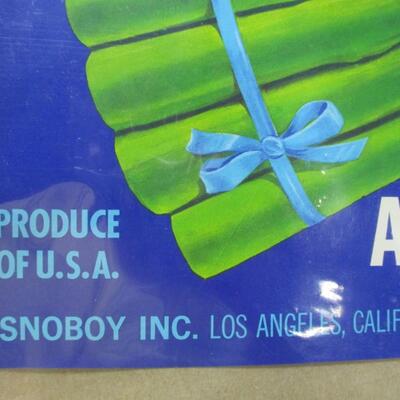 PRODUCE
OF U.S.A.
A
SNOBOY INC. LOS ANGELES, CALIF